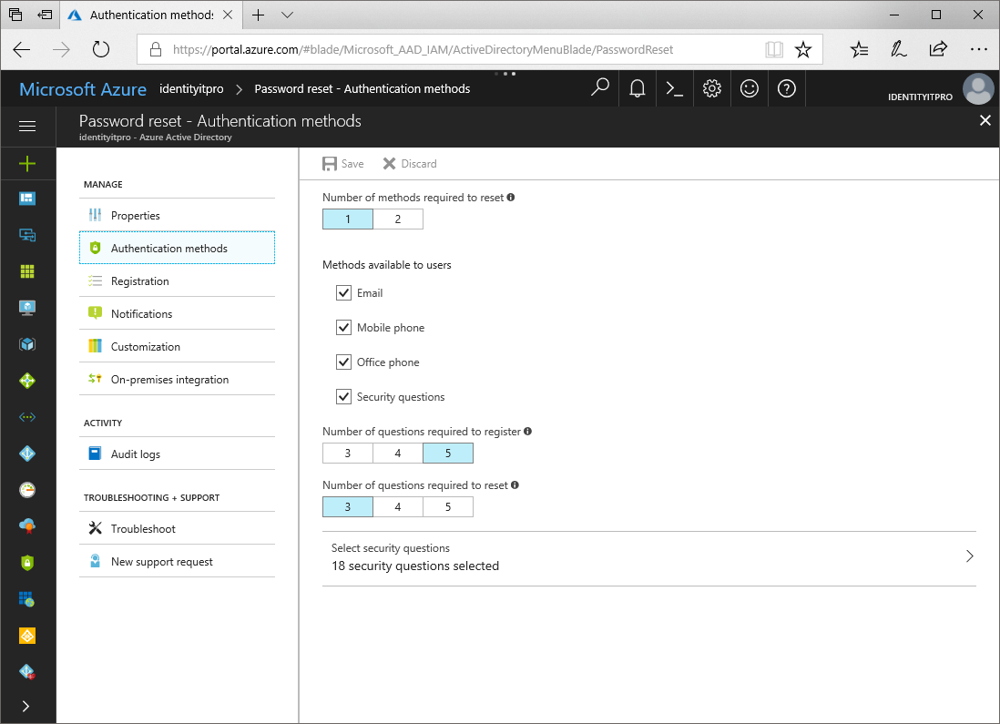 Authentication methods
https://portal.azure.com/#blade/Microsoft_AAD_IAM/ActiveDirectoryMenuBlade/PasswordReset
Microsoft Azure identityitpro > Password reset - Authentication methods
IDENTITYITPRO
Password reset - Authentication methods
identityitpro - Azure Active Directory
MANAGE
Properties
Authentication methods
Registration
Notifications
Customization
On-premises integration
ACTIVITY
Audit logs
TROUBLESHOOTING + SUPPORT
Troubleshoot
New support request
Save Discard
Number of methods required to reset
1 2
Methods available to users
Email
Mobile phone
Office phone
Security questions
Number of questions required to register
3 4 5
Number of questions required to reset
3 4 5
Select security questions
18 security questions selected